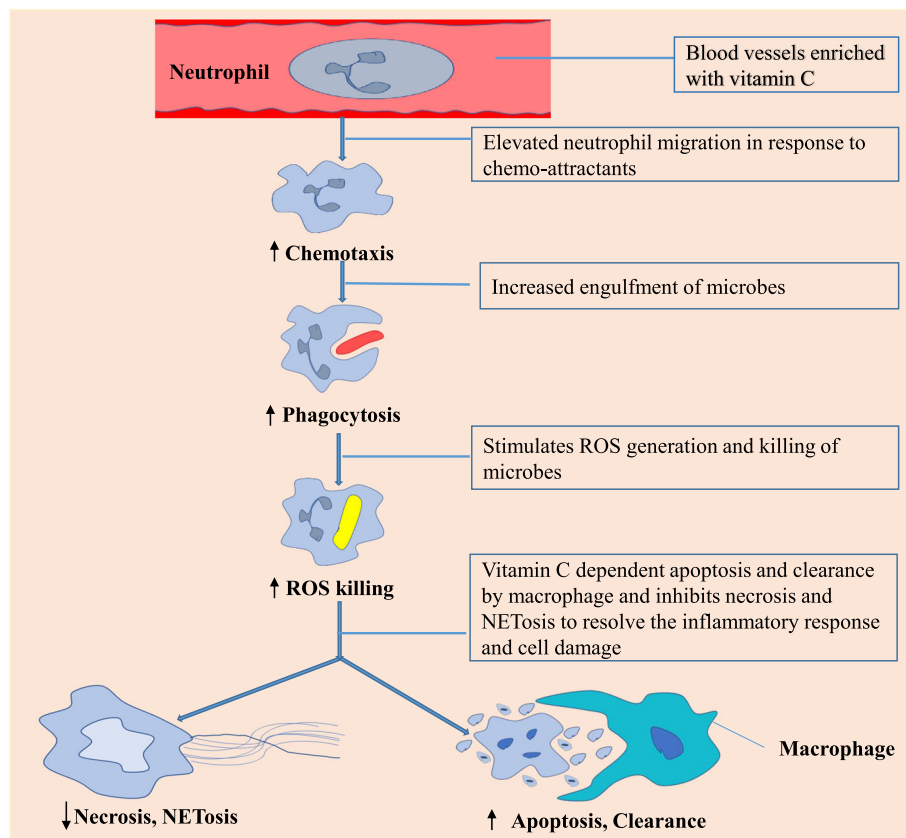 Neutrophil
Blood vessels enriched
with vitamin C
Elevated neutrophil migration in response to
chemo-attractants
↑ Chemotaxis
Increased engulfment of microbes
↑ Phagocytosis
Stimulates ROS generation and killing of
microbes
↑ ROS killing
Vitamin C dependent apoptosis and clearance
by macrophage and inhibits necrosis and
NETosis to resolve the inflammatory response
and cell damage
Macrophage
↓ Necrosis, NETosis
↑ Apoptosis, Clearance